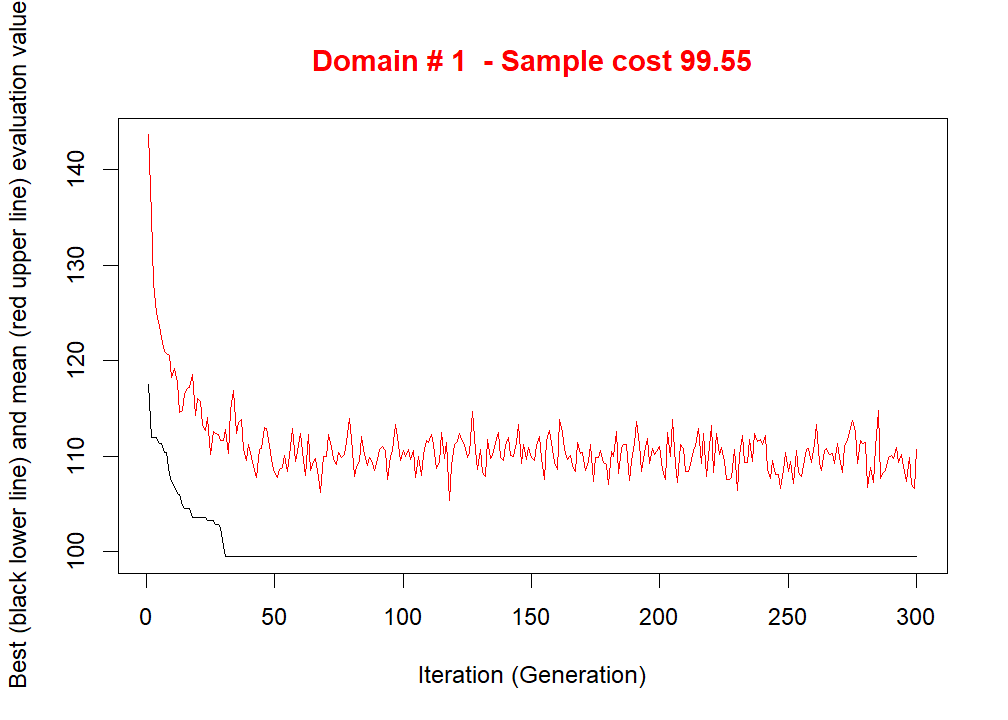 Domain # 1  - Sample cost 99.55
Best (black lower line) and mean (red upper line) evaluation value
140
130
120
110
100
0 50 100 150 200 250 300
Iteration (Generation)